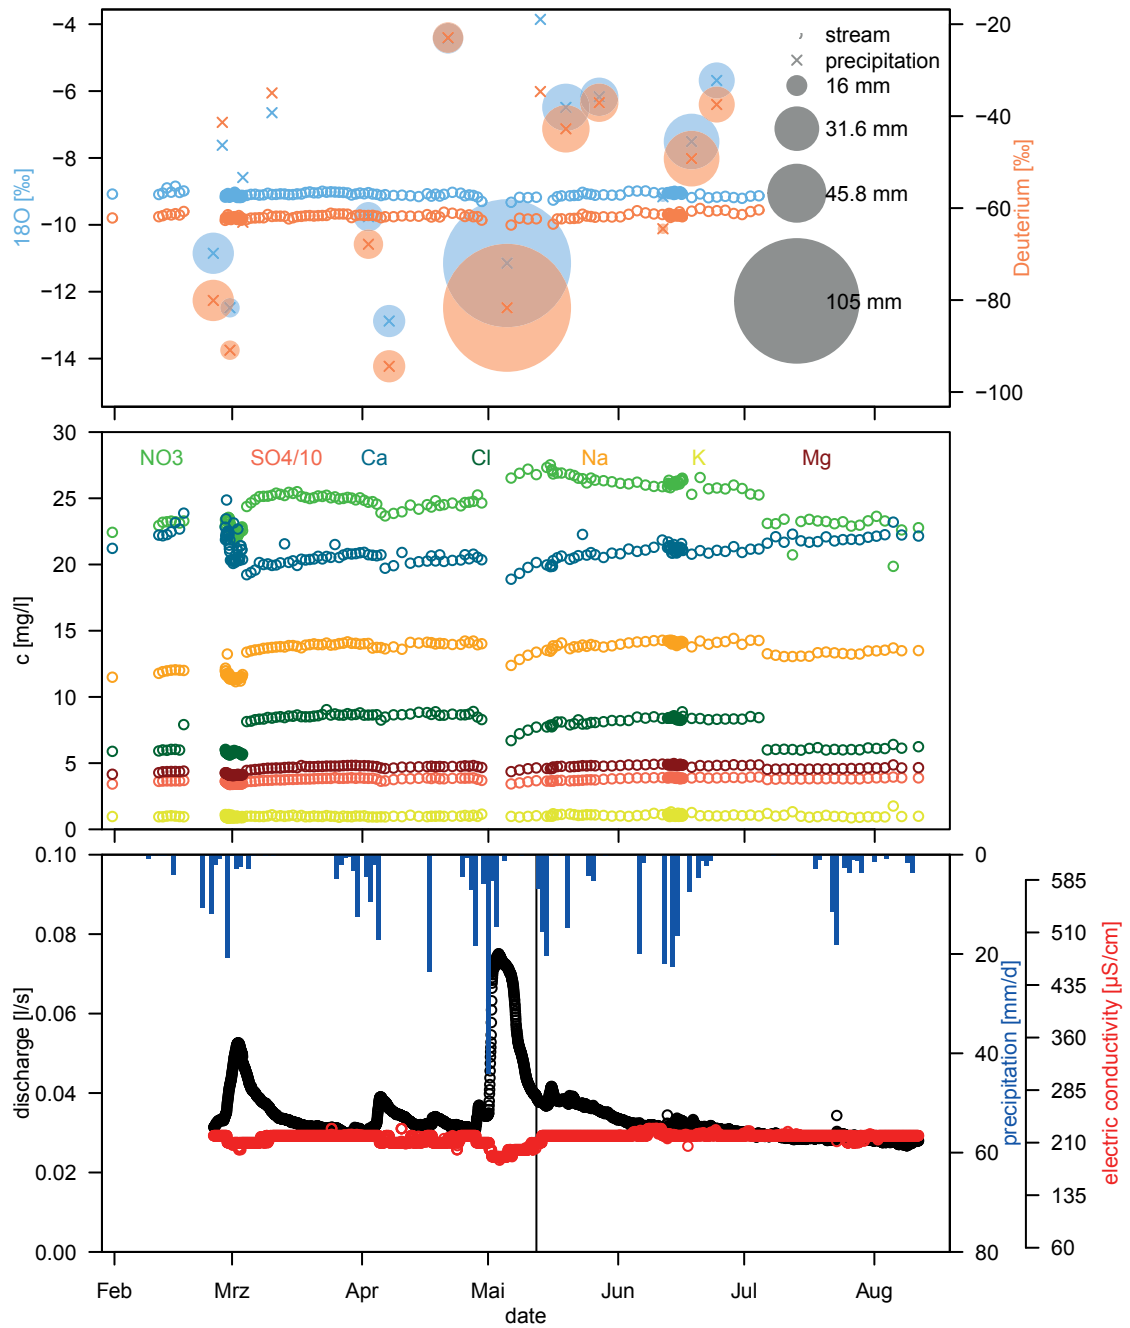 −4
−6
−8
−10
−12
−14
18O [‰]
−20
−40
−60
−80
−100
Deuterium [‰]
stream
precipitation
16 mm
31.6 mm
45.8 mm
105 mm
30
25
20
15
10
5
0
c [mg/l]
NO3 SO4/10 Ca Cl Na K Mg
0.10
0.08
0.06
0.04
0.02
0.00
discharge [l/s]
0
20
40
60
80
precipitation [mm/d]
585
510
435
360
285
210
135
60
electric conductivity [µS/cm]
Feb Mrz Apr Mai Jun Jul Aug
date